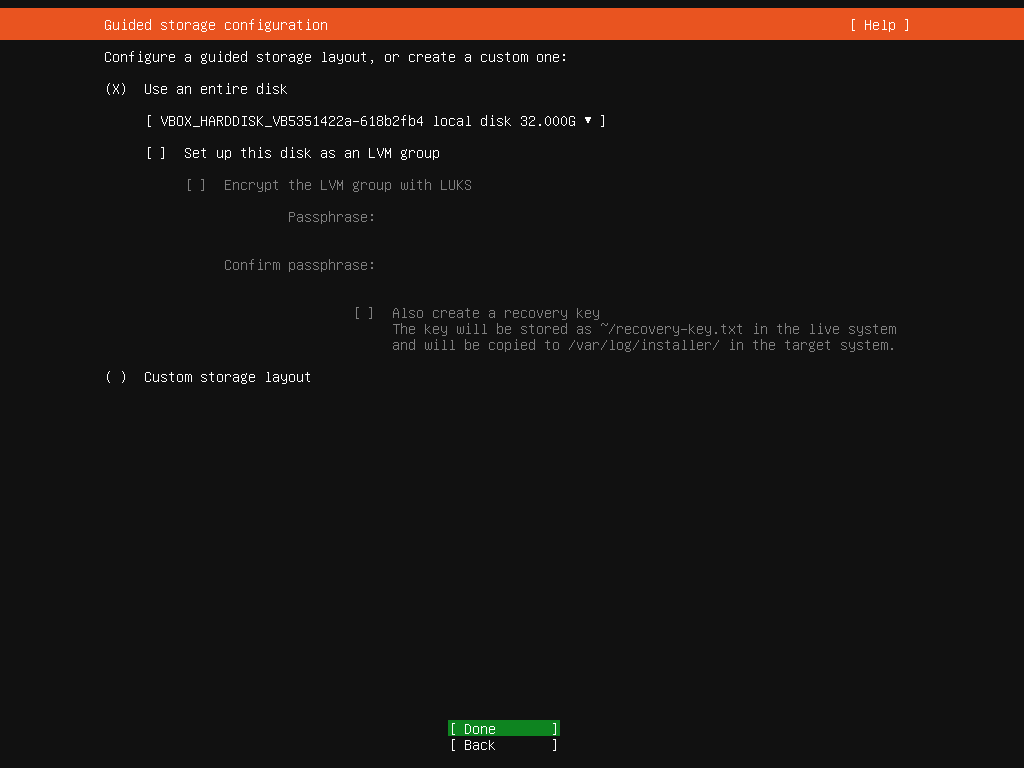 Guided storage configuration [ Help ]
Configure a guided storage layout, or create a custom one:
(X) Use an entire disk
[ VBOX_HARDDISK_VB5351422a-618b2fb4 local disk 32.000G ▾ ]
[ ] Set up this disk as an LVM group
[ ] Encrypt the LVM group with LUKS
Passphrase:
Confirm passphrase:
[ ] Also create a recovery key
The key will be stored as ~/recovery-key.txt in the live system
and will be copied to /var/log/installer/ in the target system.
( ) Custom storage layout
[ Done ]
[ Back ]